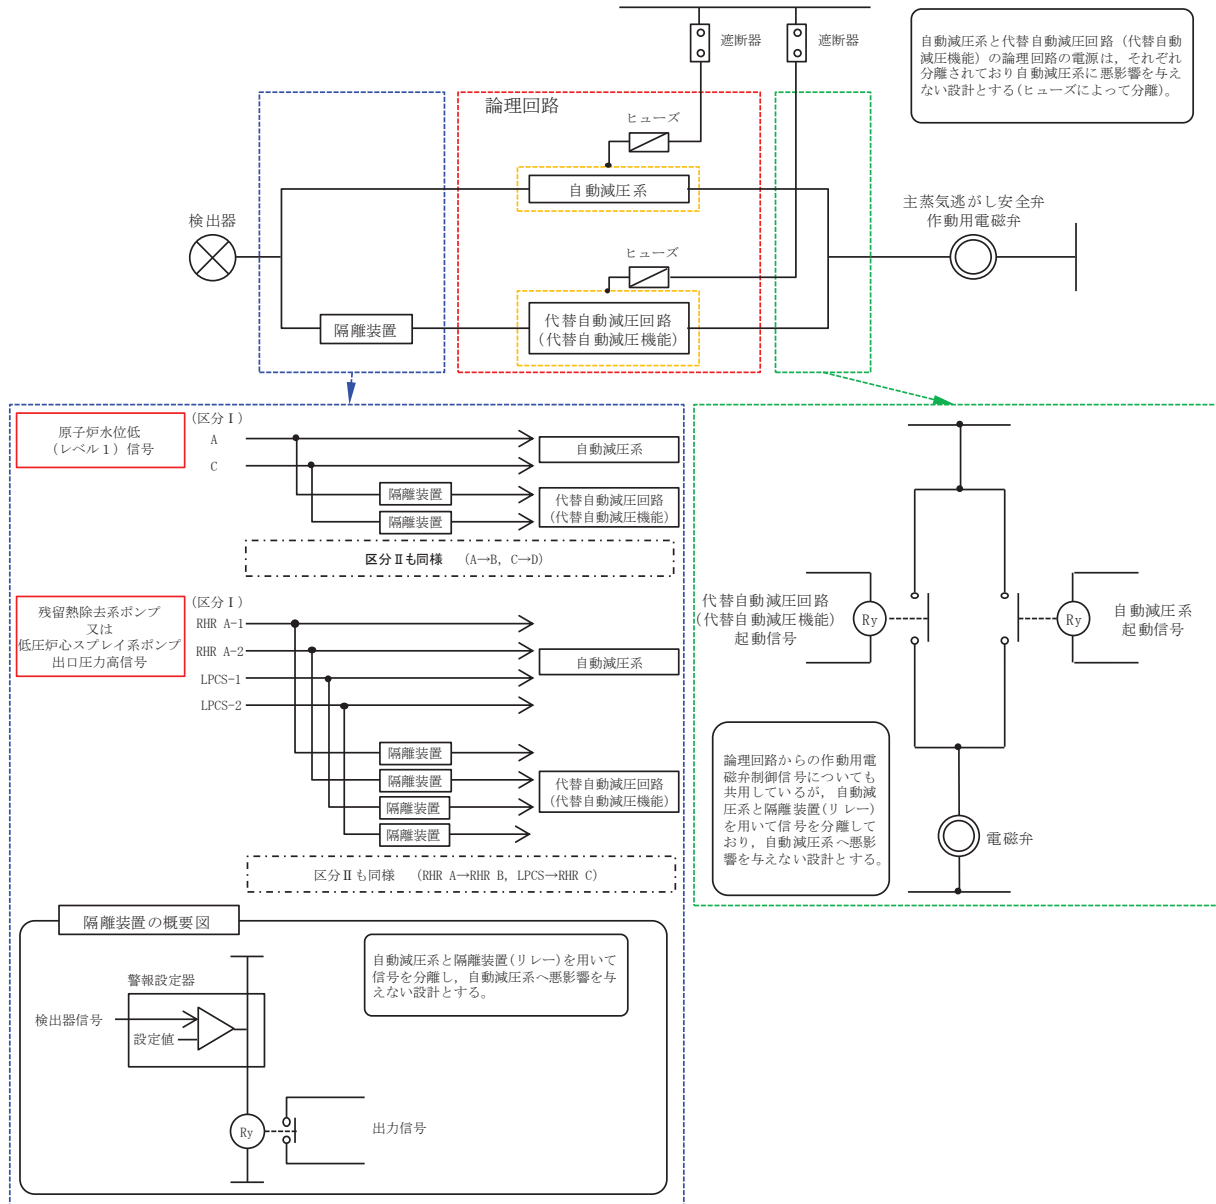 遮断器
遮断器
自動減圧系と代替自動減圧回路（代替自動
減圧機能）の論理回路の電源は，それぞれ
分離されており自動減圧系に悪影響を与え
ない設計とする(ヒューズによって分離)。
論理回路
ヒューズ
自動減圧系
検出器
主蒸気逃がし安全弁
作動用電磁弁
ヒューズ
隔離装置
代替自動減圧回路
（代替自動減圧機能）
原子炉水位低
（レベル１）信号
（区分Ⅰ）
A
C
自動減圧系
隔離装置
隔離装置
代替自動減圧回路
（代替自動減圧機能）
区分Ⅱも同様　（A→B，C→D）
残留熱除去系ポンプ
又は
低圧炉心スプレイ系ポンプ
出口圧力高信号
（区分Ⅰ）
RHR A-1
RHR A-2
LPCS-1
LPCS-2
自動減圧系
隔離装置
隔離装置
隔離装置
隔離装置
代替自動減圧回路
（代替自動減圧機能）
区分Ⅱも同様　（RHR A→RHR B，LPCS→RHR C）
隔離装置の概要図
自動減圧系と隔離装置(リレー)を用いて
信号を分離し，自動減圧系へ悪影響を与
えない設計とする。
警報設定器
検出器信号
設定値
Ry
出力信号
代替自動減圧回路
（代替自動減圧機能）
起動信号
Ry
Ry
自動減圧系
起動信号
論理回路からの作動用電
磁弁制御信号についても
共用しているが，自動減
圧系と隔離装置(リレー)
を用いて信号を分離して
おり，自動減圧系へ悪影
響を与えない設計とする。
電磁弁